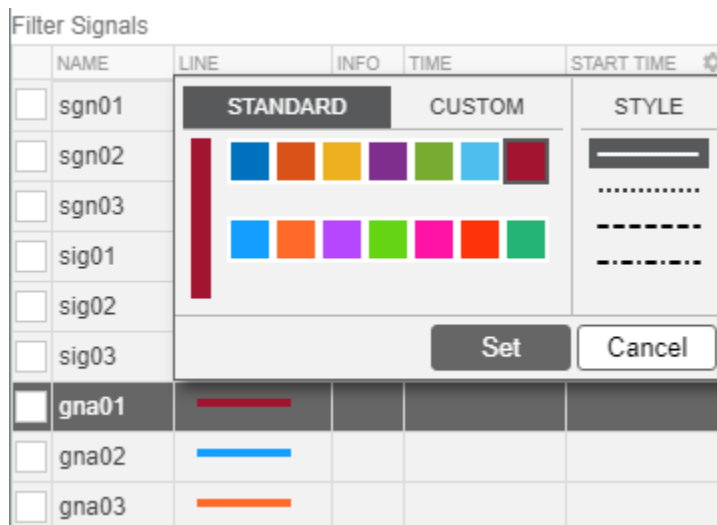 Filter Signals
NAME LINE INFO TIME START TIME
sgn01
STANDARD CUSTOM STYLE
sgn02
sgn03
sig01
sig02
sig03
Set Cancel
gna01
gna02
gna03